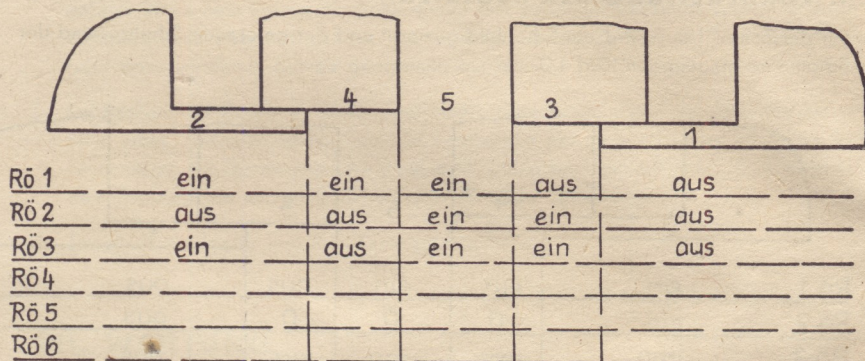 2 4 5 3 1
Rö 1 ein ein ein aus aus
Rö 2 aus aus ein ein aus
Rö 3 ein aus ein ein aus
Rö 4
Rö 5
Rö 6